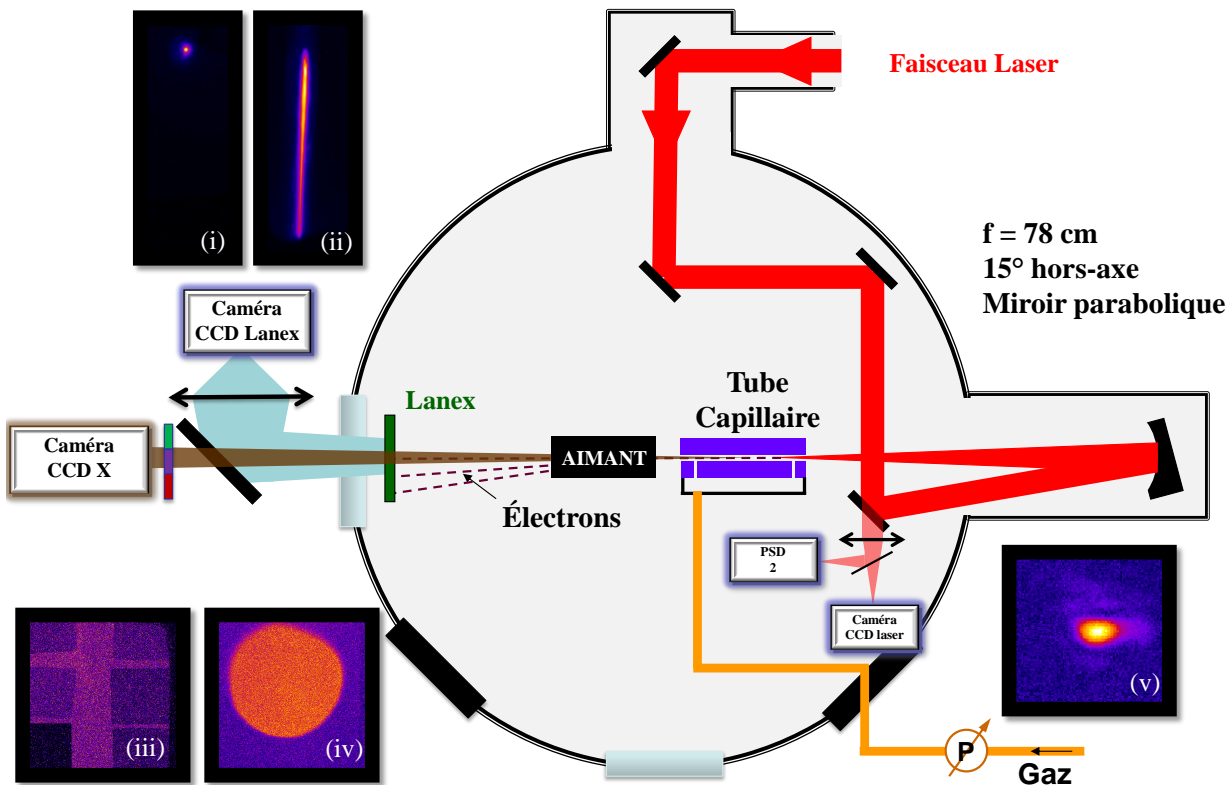 (i)
(ii)
Faisceau Laser
f = 78 cm
15° hors-axe
Miroir parabolique
Caméra
CCD Lanex
Lanex
Tube
Capillaire
Caméra
CCD X
AIMANT
Électrons
PSD
2
Caméra
CCD laser
(iii)
(iv)
(v)
P
Gaz